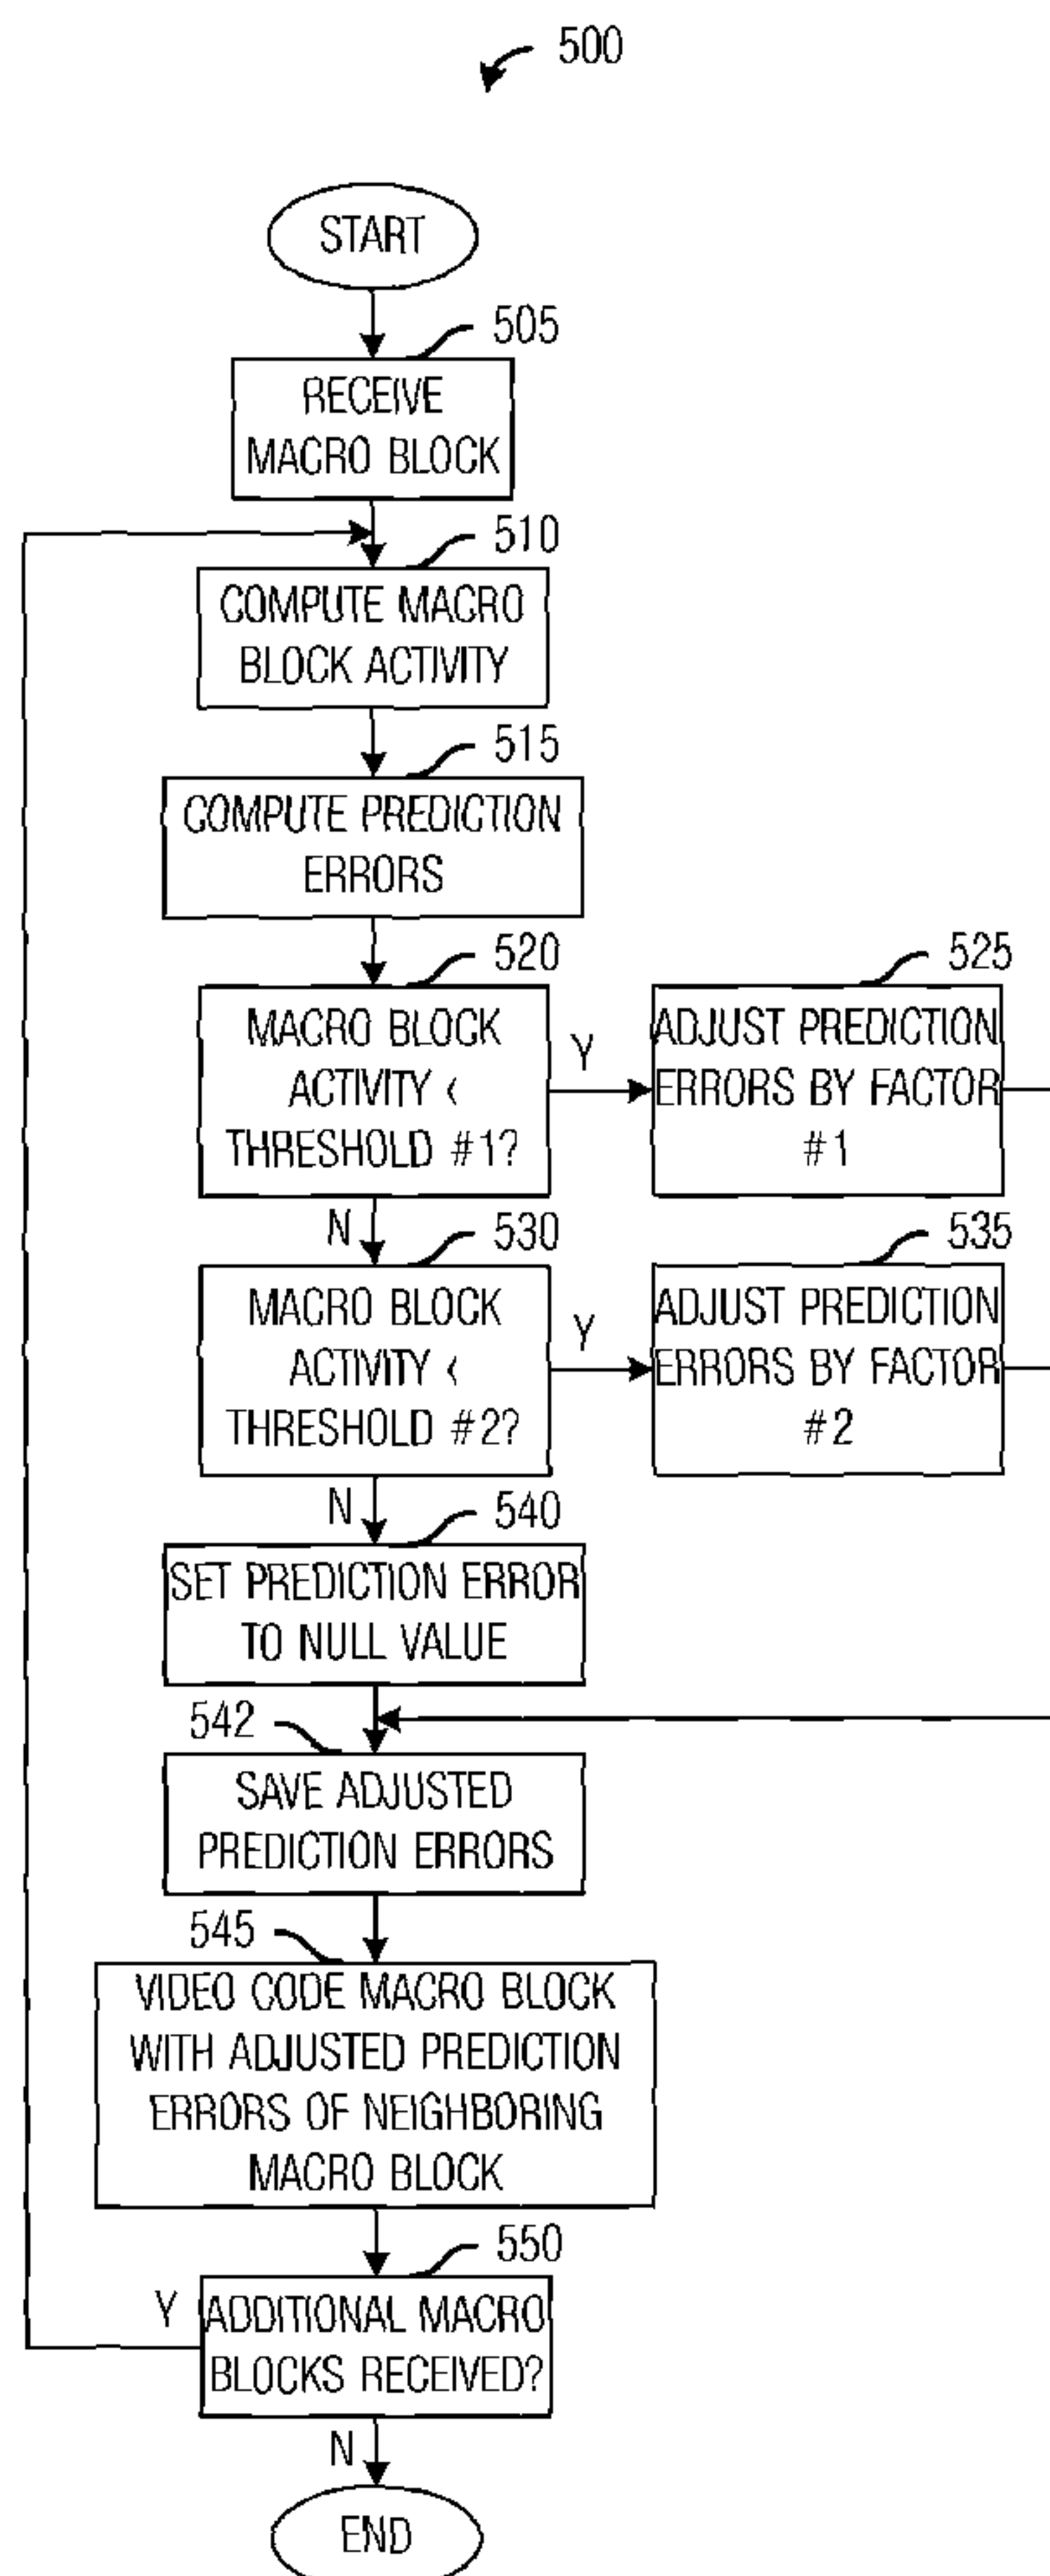 500
START
505
RECEIVE
MACRO BLOCK
510
COMPUTE MACRO
BLOCK ACTIVITY
515
COMPUTE PREDICTION
ERRORS
520
MACRO BLOCK
ACTIVITY <
THRESHOLD #1?
Y
525
ADJUST PREDICTION
ERRORS BY FACTOR
#1
N
530
MACRO BLOCK
ACTIVITY <
THRESHOLD #2?
Y
535
ADJUST PREDICTION
ERRORS BY FACTOR
#2
N
540
SET PREDICTION ERROR
TO NULL VALUE
542
SAVE ADJUSTED
PREDICTION ERRORS
545
VIDEO CODE MACRO BLOCK
WITH ADJUSTED PREDICTION
ERRORS OF NEIGHBORING
MACRO BLOCK
550
Y
ADDITIONAL MACRO
BLOCKS RECEIVED?
N
END